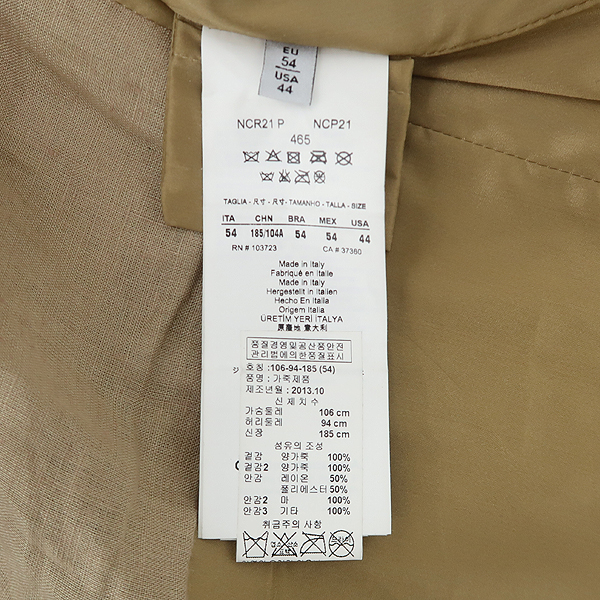 EU
54
USA
44
NCR21 P NCP21
465
TAGLIA - 尺寸 - 尺寸- TAMANHO - TALLA - SIZE
ITA CHN BRA MEX USA
54 185/104A 54 54 44
RN # 103723 CA # 37360
Made in Italy
Fabriqué en Italie
Made in Italy
Hergestellt in Italien
Hecho En Italia
Origem Italia
ÜRETİM YERİ İTALYA
原產地 意大利
품질경영및공산품안전
관리법에의한품질표시
호칭 :106-94-185 (54)
품명 : 가죽제품
제조년월 : 2013.10
신 체 치 수
가슴둘레 106 cm
허리둘레 94 cm
신장 185 cm
섬유의 조성
겉감 양가죽 100%
겉감2 양가죽 100%
안감 레이온 50%
폴리에스터 50%
안감2 마 100%
안감3 기타 100%
취급주의 사항